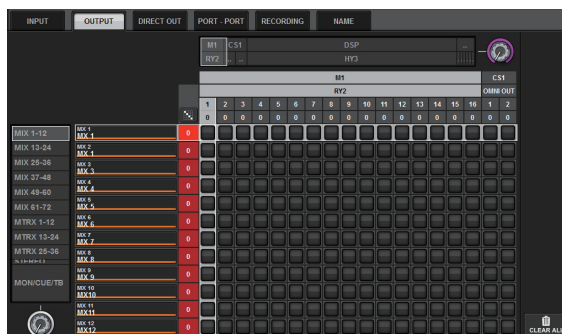 INPUT OUTPUT DIRECT OUT PORT - PORT RECORDING NAME
M1 CS1 DSP ..
RY2 .. .. HY3
M1 CS1
RY2 OMNI OUT
1 2 3 4 5 6 7 8 9 10 11 12 13 14 15 16 1 2
0 0 0 0 0 0 0 0 0 0 0 0 0 0 0 0 0 0
MIX 1-12
MIX 13-24
MIX 25-36
MIX 37-48
MIX 49-60
MIX 61-72
MTRX 1-12
MTRX 13-24
MTRX 25-36
STEREO
MON/CUE/TB
MX 1
MX 1 0
MX 2
MX 1 0
MX 3
MX 3 0
MX 4
MX 4 0
MX 5
MX 5 0
MX 6
MX 6 0
MX 7
MX 7 0
MX 8
MX 8 0
MX 9
MX 9 0
MX 10
MX10 0
MX 11
MX11 0
MX 12
MX12 0
CLEAR ALL